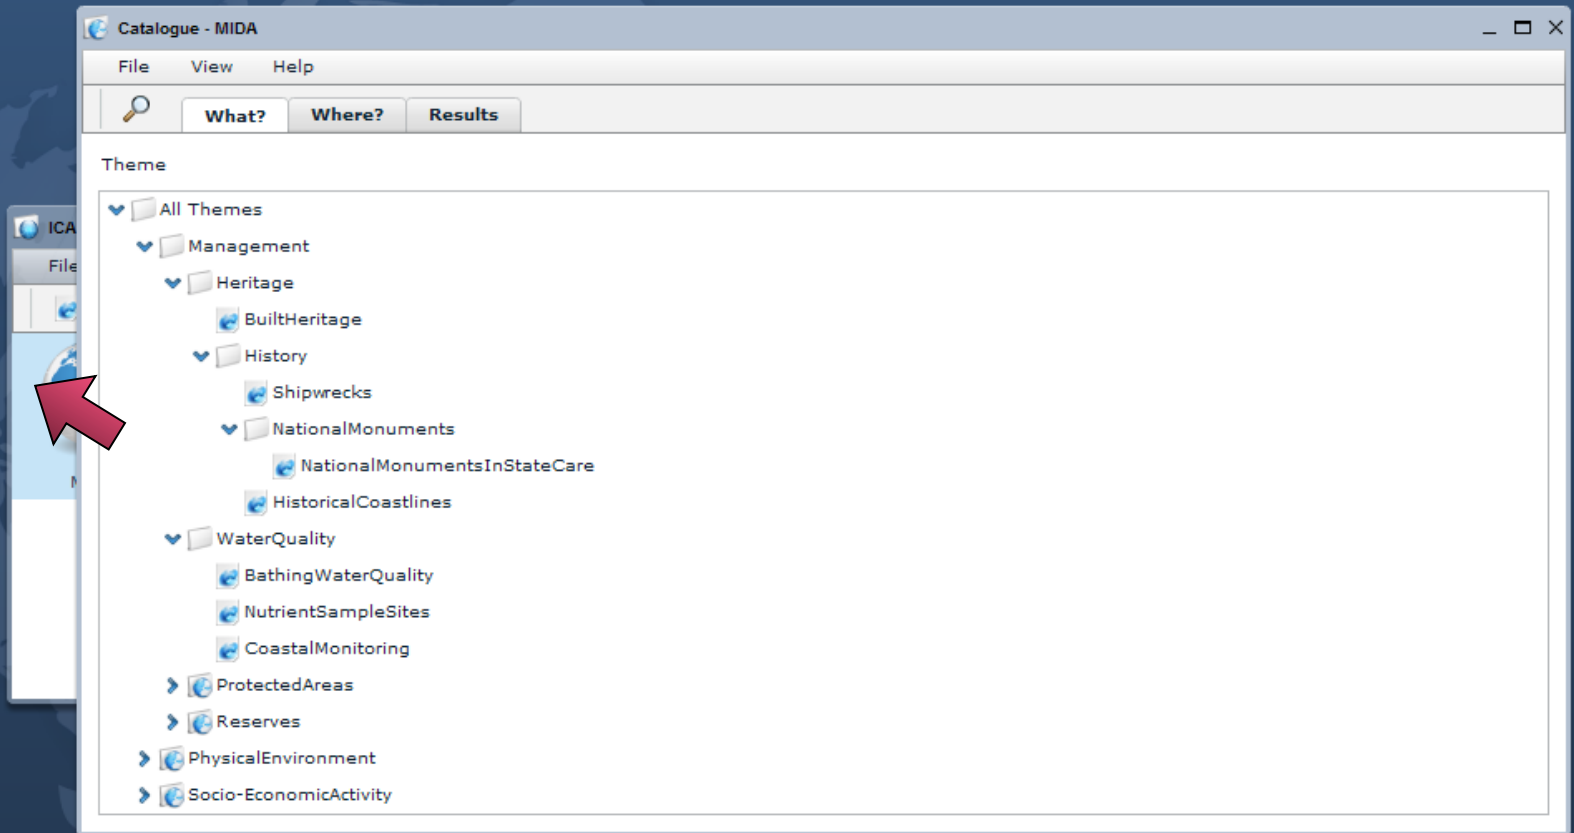 Catalogue - MIDA
File View Help
What? Where? Results
Theme
All Themes
ICA
Management
File
Heritage
BuiltHeritage
History
Shipwrecks
NationalMonuments
NationalMonumentsInStateCare
HistoricalCoastlines
WaterQuality
BathingWaterQuality
NutrientSampleSites
CoastalMonitoring
ProtectedAreas
Reserves
PhysicalEnvironment
Socio-EconomicActivity